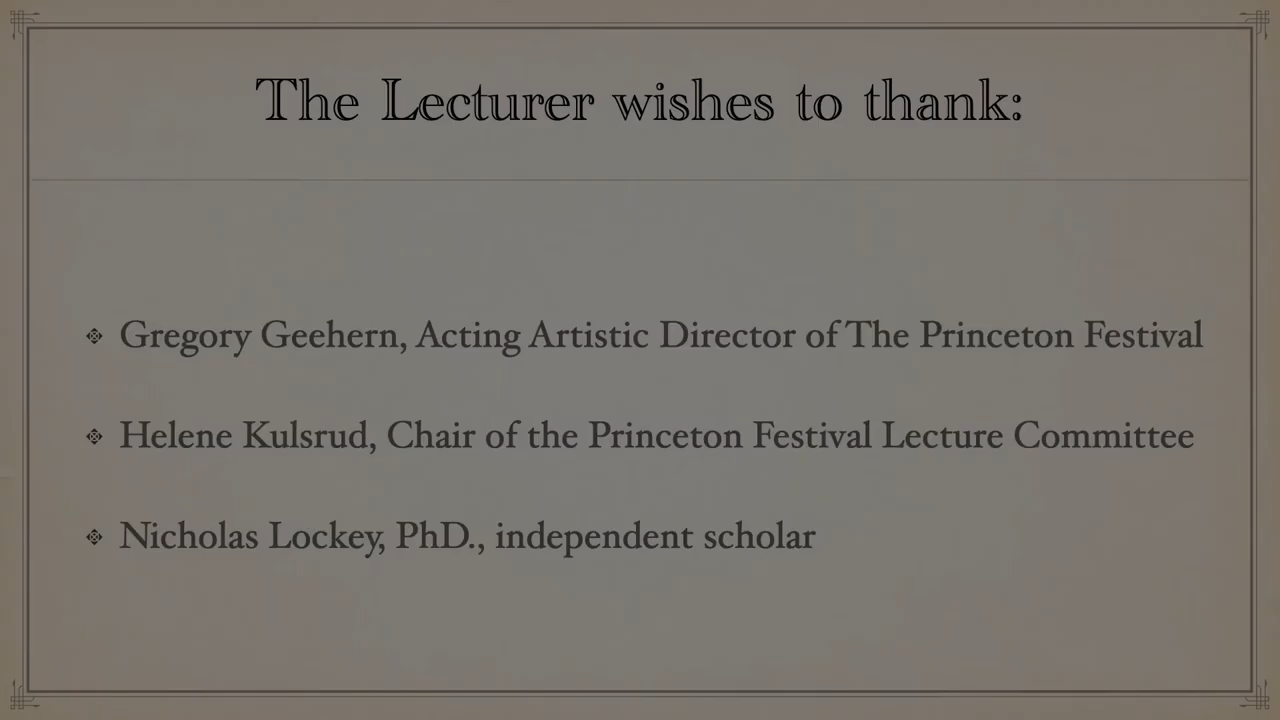 The Lecturer wishes to thank:
Gregory Geehern, Acting Artistic Director of The Princeton Festival
Helene Kulsrud, Chair of the Princeton Festival Lecture Committee
Nicholas Lockey, PhD., independent scholar